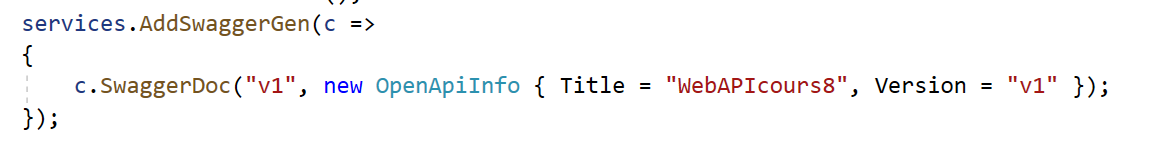 ();
services.AddSwaggerGen(c =>
{
    c.SwaggerDoc("v1", new OpenApiInfo { Title = "WebAPIcours8", Version = "v1" });
});